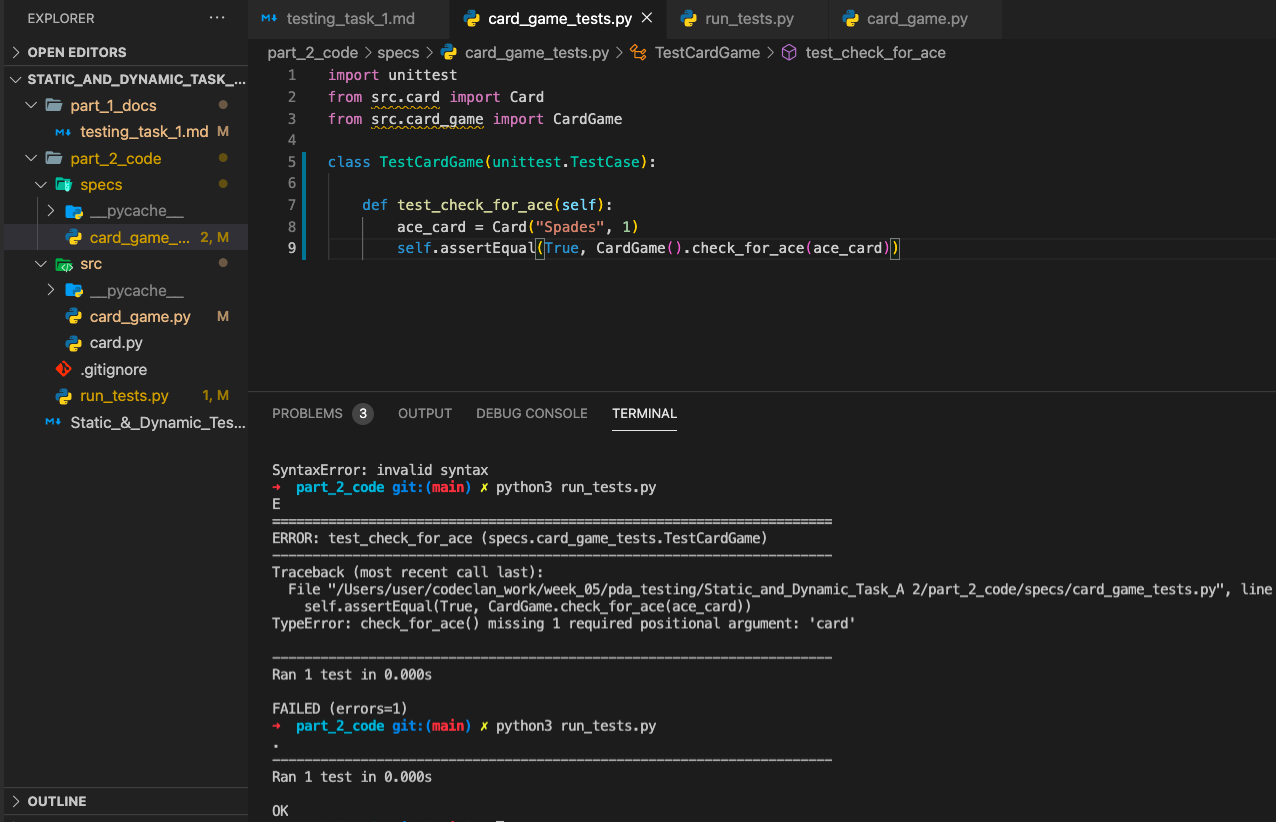 EXPLORER ...
OPEN EDITORS
STATIC_AND_DYNAMIC_TASK_...
part_1_docs
testing_task_1.md M
part_2_code
specs
__pycache__
card_game_... 2, M
src
__pycache__
card_game.py M
card.py
.gitignore
run_tests.py 1, M
Static_&_Dynamic_Tes...
OUTLINE
testing_task_1.md card_game_tests.py run_tests.py card_game.py
part_2_code > specs > card_game_tests.py > TestCardGame > test_check_for_ace
1 import unittest
2 from src.card import Card
3 from src.card_game import CardGame
4
5 class TestCardGame(unittest.TestCase):
6
7 def test_check_for_ace(self):
8 ace_card = Card("Spades", 1)
9 self.assertEqual(True, CardGame().check_for_ace(ace_card))
PROBLEMS 3 OUTPUT DEBUG CONSOLE TERMINAL
SyntaxError: invalid syntax
➜ part_2_code git:(main) ✗ python3 run_tests.py
E
======================================================================
ERROR: test_check_for_ace (specs.card_game_tests.TestCardGame)
----------------------------------------------------------------------
Traceback (most recent call last):
File "/Users/user/codeclan_work/week_05/pda_testing/Static_and_Dynamic_Task_A 2/part_2_code/specs/card_game_tests.py", line
self.assertEqual(True, CardGame.check_for_ace(ace_card))
TypeError: check_for_ace() missing 1 required positional argument: 'card'
----------------------------------------------------------------------
Ran 1 test in 0.000s
FAILED (errors=1)
➜ part_2_code git:(main) ✗ python3 run_tests.py
.
----------------------------------------------------------------------
Ran 1 test in 0.000s
OK